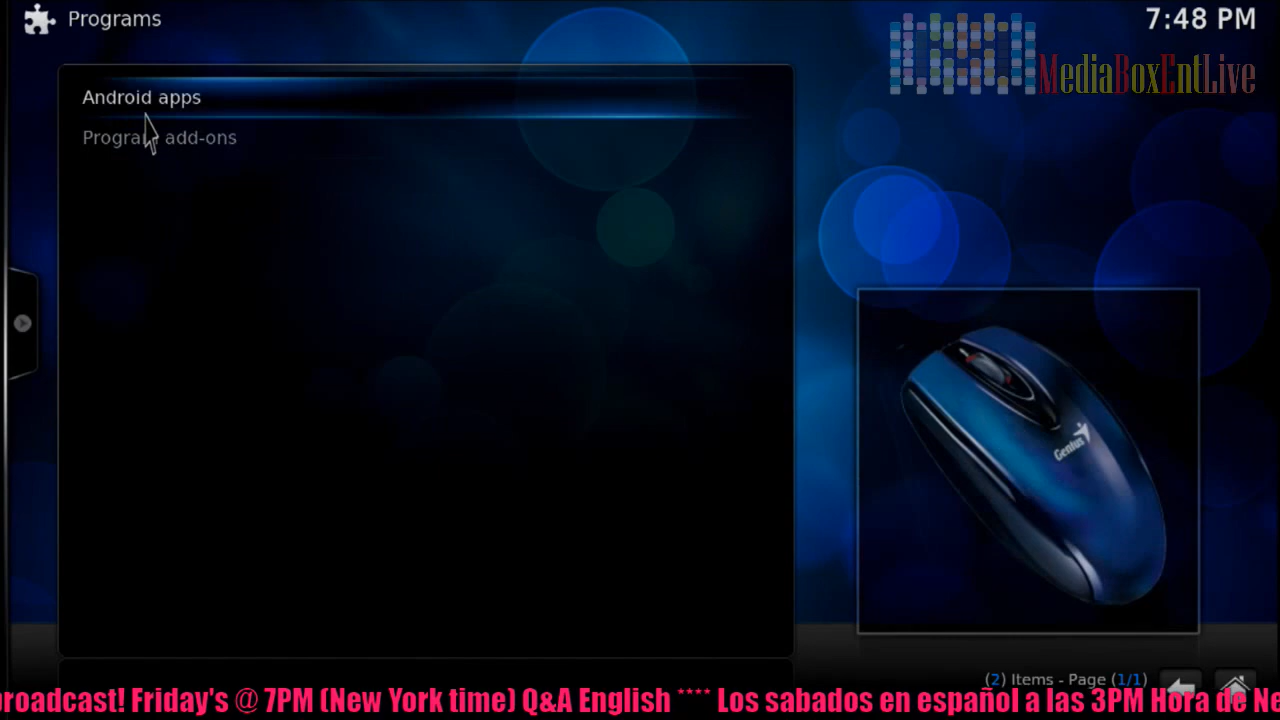 Programs
7:48 PM
MediaBoxEntLive
Android apps
Program add-ons
Genius
(2) Items - Page (1/1)
broadcast! Friday's @ 7PM (New York time) Q&A English **** Los sabados en español a las 3PM Hora de Ne